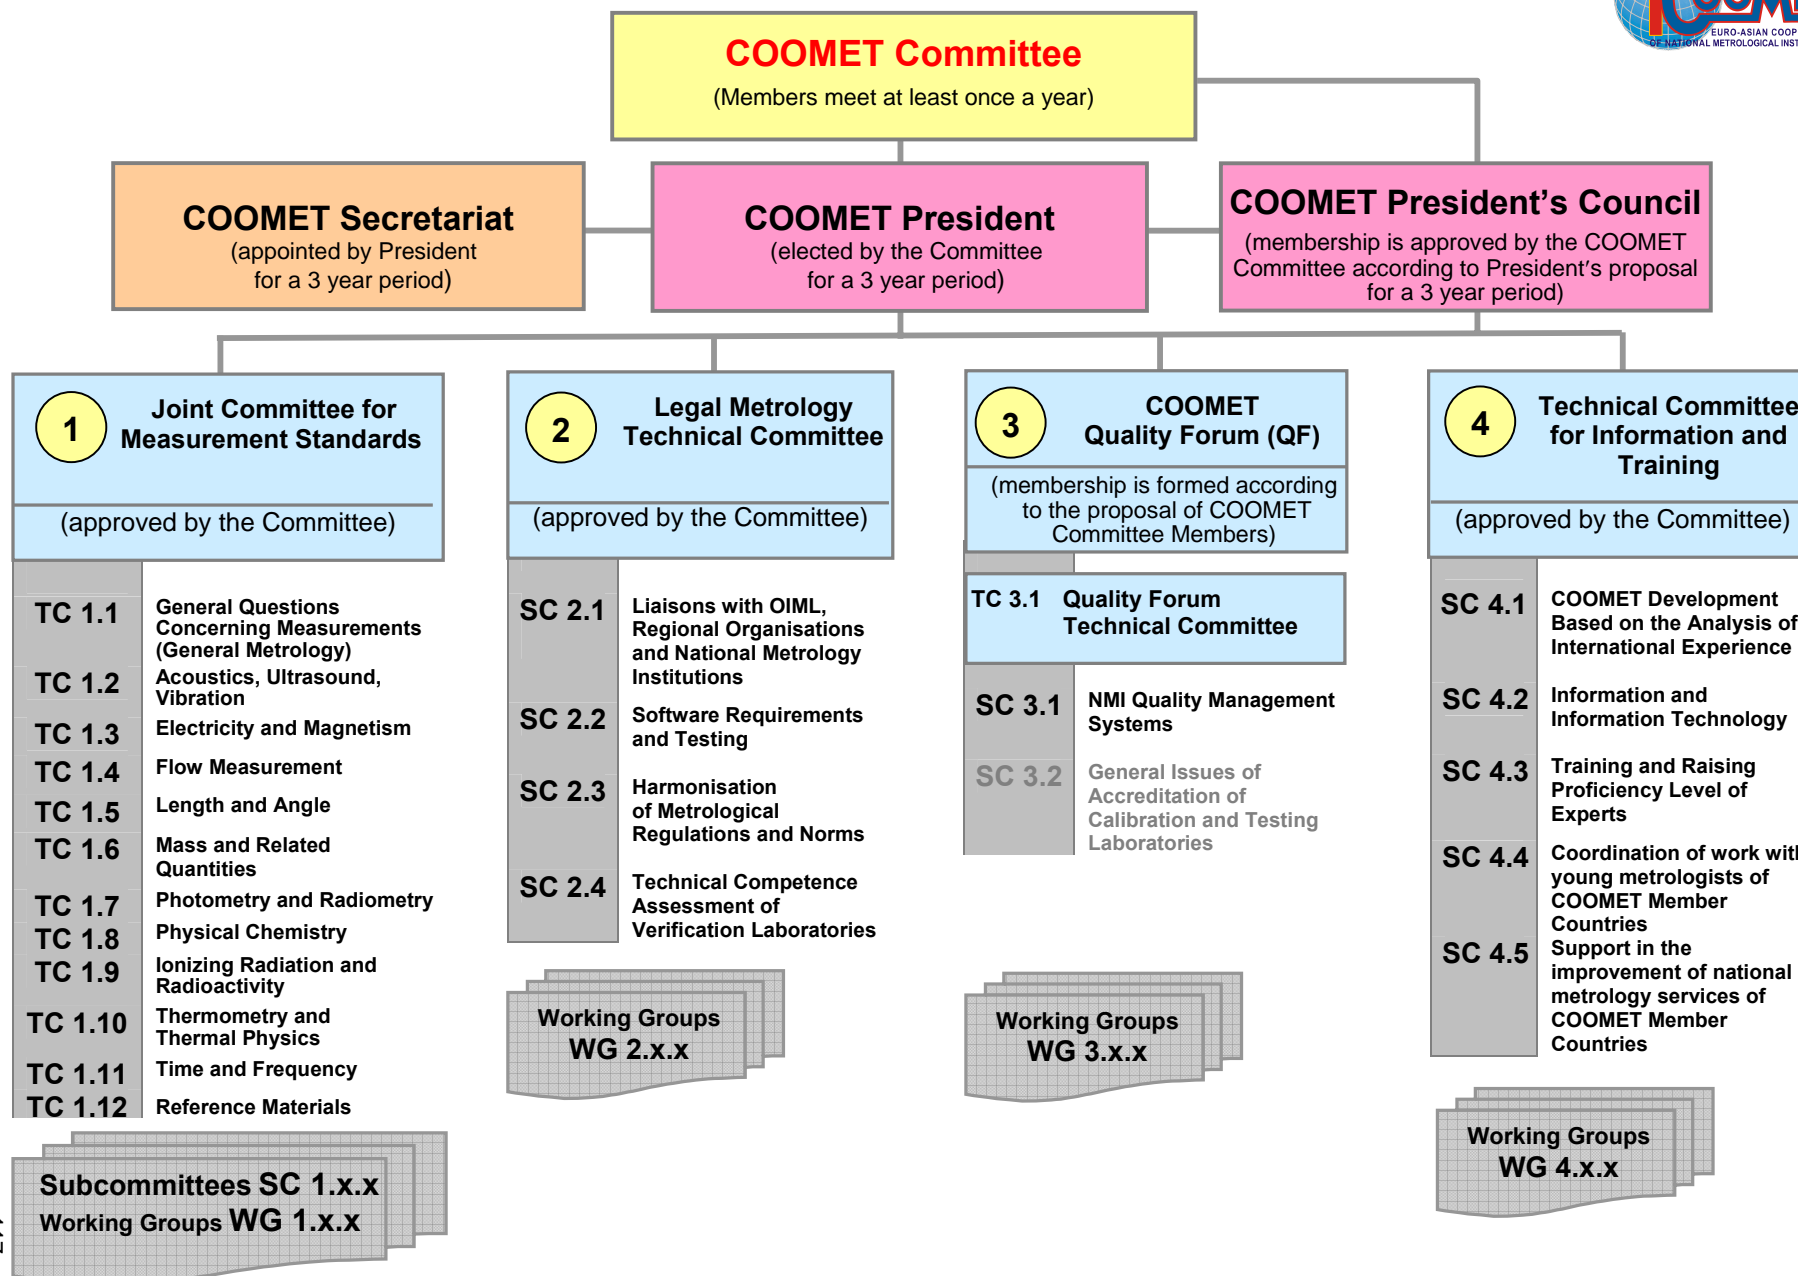 EURO-ASIAN COOP
OF NATIONAL METROLOGICAL INST
COOMET Committee
(Members meet at least once a year)
COOMET Secretariat
(appointed by President
for a 3 year period)
COOMET President
(elected by the Committee
for a 3 year period)
COOMET President's Council
(membership is approved by the COOMET
Committee according to President's proposal
for a 3 year period)
1
Joint Committee for
Measurement Standards
(approved by the Committee)
TC 1.1 General Questions
Concerning Measurements
(General Metrology)
TC 1.2 Acoustics, Ultrasound,
Vibration
TC 1.3 Electricity and Magnetism
TC 1.4 Flow Measurement
TC 1.5 Length and Angle
TC 1.6 Mass and Related
Quantities
TC 1.7 Photometry and Radiometry
TC 1.8 Physical Chemistry
TC 1.9 Ionizing Radiation and
Radioactivity
TC 1.10 Thermometry and
Thermal Physics
TC 1.11 Time and Frequency
TC 1.12 Reference Materials
Subcommittees SC 1.x.x
Working Groups WG 1.x.x
2
Legal Metrology
Technical Committee
(approved by the Committee)
SC 2.1 Liaisons with OIML,
Regional Organisations
and National Metrology
Institutions
SC 2.2 Software Requirements
and Testing
SC 2.3 Harmonisation
of Metrological
Regulations and Norms
SC 2.4 Technical Competence
Assessment of
Verification Laboratories
Working Groups
WG 2.x.x
3
COOMET
Quality Forum (QF)
(membership is formed according
to the proposal of COOMET
Committee Members)
TC 3.1 Quality Forum
Technical Committee
SC 3.1 NMI Quality Management
Systems
SC 3.2 General Issues of
Accreditation of
Calibration and Testing
Laboratories
Working Groups
WG 3.x.x
4
Technical Committee
for Information and
Training
(approved by the Committee)
SC 4.1 COOMET Development
Based on the Analysis of
International Experience
SC 4.2 Information and
Information Technology
SC 4.3 Training and Raising
Proficiency Level of
Experts
SC 4.4 Coordination of work with
young metrologists of
COOMET Member
Countries
SC 4.5 Support in the
improvement of national
metrology services of
COOMET Member
Countries
Working Groups
WG 4.x.x